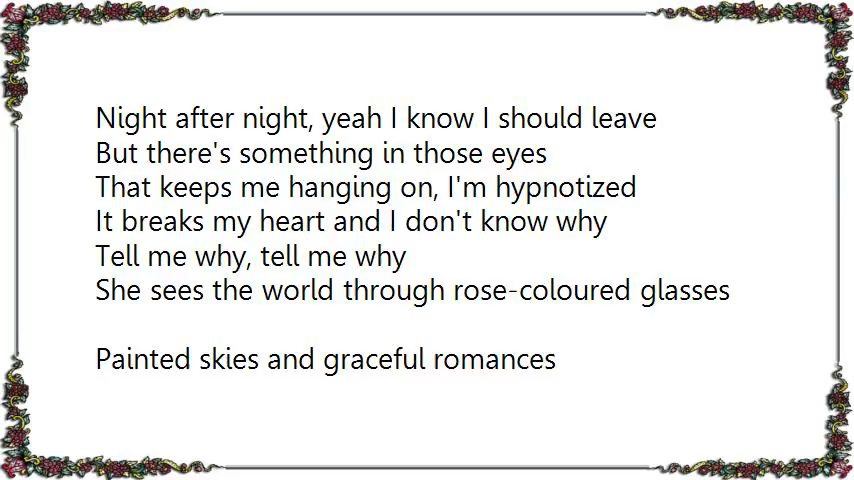 Night after night, yeah I know I should leave
But there's something in those eyes
That keeps me hanging on, I'm hypnotized
It breaks my heart and I don't know why
Tell me why, tell me why
She sees the world through rose-coloured glasses
Painted skies and graceful romances